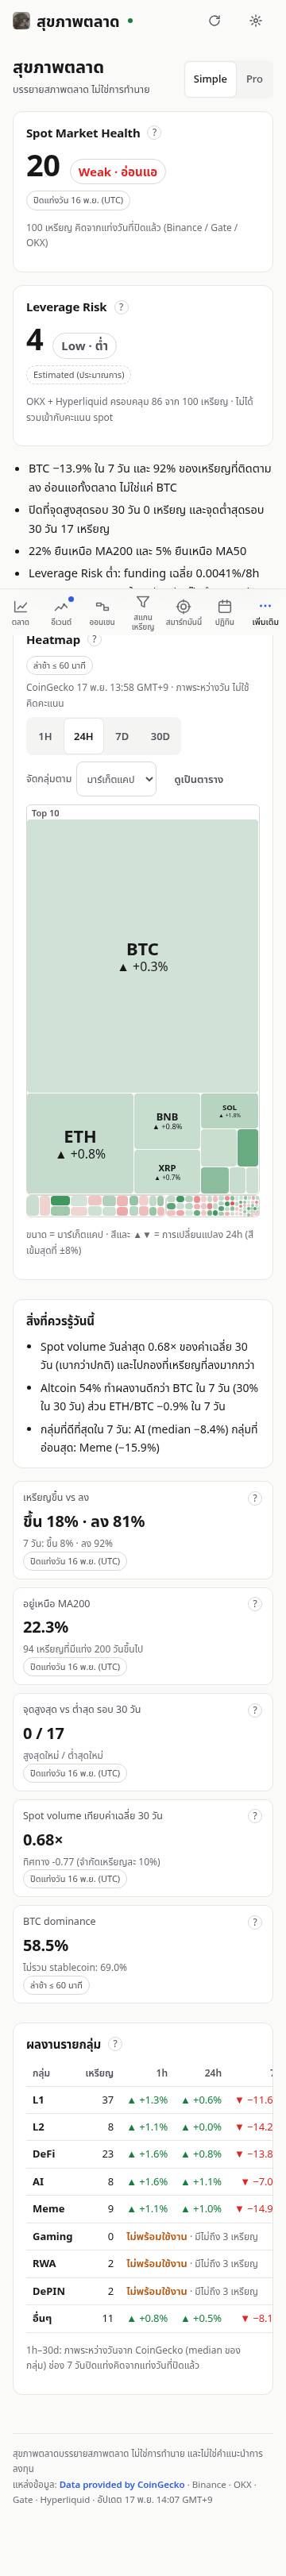 สุขภาพตลาด
สุขภาพตลาด
บรรยายสภาพตลาด ไม่ใช่การทำนาย
Simple
Pro
Spot Market Health ?
20 Weak · อ่อนแอ
ปิดแท่งวัน 16 พ.ย. (UTC)
100 เหรียญ คิดจากแท่งวันที่ปิดแล้ว (Binance / Gate /
OKX)
Leverage Risk ?
4 Low · ต่ำ
Estimated (ประมาณการ)
OKX + Hyperliquid ครอบคลุม 86 จาก 100 เหรียญ · ไม่ได้
รวมเข้ากับคะแนน spot
• BTC −13.9% ใน 7 วัน และ 92% ของเหรียญที่ติดตาม
ลง อ่อนแอทั้งตลาด ไม่ใช่แค่ BTC
• ปิดที่จุดสูงสุดรอบ 30 วัน 0 เหรียญ และจุดต่ำสุดรอบ
30 วัน 17 เหรียญ
• 22% ยืนเหนือ MA200 และ 5% ยืนเหนือ MA50
• Leverage Risk ต่ำ: funding เฉลี่ย 0.0041%/8h
ตลาด
อีเวนต์
ออนเชน
สแกน
เหรียญ
สมาร์ทมันนี่
ปฏิทิน
เพิ่มเติม
Heatmap ?
ล่าช้า ≤ 60 นาที
CoinGecko 17 พ.ย. 13:58 GMT+9 · ภาพระหว่างวัน ไม่ใช้
คิดคะแนน
1H
24H
7D
30D
จัดกลุ่มตาม
มาร์เก็ตแคป
ดูเป็นตาราง
Top 10
BTC
▲ +0.3%
ETH
▲ +0.8%
BNB
▲ +0.8%
XRP
▲ +0.7%
SOL
▲ +1.8%
ขนาด = มาร์เก็ตแคป · สีและ ▲▼ = การเปลี่ยนแปลง 24h (สี
เข้มสุดที่ ±8%)
สิ่งที่ควรรู้วันนี้
• Spot volume วันล่าสุด 0.68× ของค่าเฉลี่ย 30
วัน (เบากว่าปกติ) และไปกองที่เหรียญที่ลงมากกว่า
• Altcoin 54% ทำผลงานดีกว่า BTC ใน 7 วัน (30%
ใน 30 วัน) ส่วน ETH/BTC −0.9% ใน 7 วัน
• กลุ่มที่ดีที่สุดใน 7 วัน: AI (median −8.4%) กลุ่มที่
อ่อนสุด: Meme (−15.9%)
เหรียญขึ้น vs ลง ?
ขึ้น 18% · ลง 81%
7 วัน: ขึ้น 8% · ลง 92%
ปิดแท่งวัน 16 พ.ย. (UTC)
อยู่เหนือ MA200 ?
22.3%
94 เหรียญที่มีแท่ง 200 วันขึ้นไป
ปิดแท่งวัน 16 พ.ย. (UTC)
จุดสูงสุด vs ต่ำสุด รอบ 30 วัน ?
0 / 17
สูงสุดใหม่ / ต่ำสุดใหม่
ปิดแท่งวัน 16 พ.ย. (UTC)
Spot volume เทียบค่าเฉลี่ย 30 วัน ?
0.68×
ทิศทาง -0.77 (จำกัดเหรียญละ 10%)
ปิดแท่งวัน 16 พ.ย. (UTC)
BTC dominance ?
58.5%
ไม่รวม stablecoin: 69.0%
ล่าช้า ≤ 60 นาที
ผลงานรายกลุ่ม ?
กลุ่ม เหรียญ 1h 24h
L1 37 ▲ +1.3% ▲ +0.6% ▼ −11.6
L2 8 ▲ +1.1% ▲ +0.0% ▼ −14.2
DeFi 23 ▲ +1.6% ▲ +0.8% ▼ −13.8
AI 8 ▲ +1.6% ▲ +1.1% ▼ −7.0
Meme 9 ▲ +1.1% ▲ +1.0% ▼ −14.9
Gaming 0 ไม่พร้อมใช้งาน · มีไม่ถึง 3 เหรียญ
RWA 2 ไม่พร้อมใช้งาน · มีไม่ถึง 3 เหรียญ
DePIN 2 ไม่พร้อมใช้งาน · มีไม่ถึง 3 เหรียญ
อื่นๆ 11 ▲ +0.8% ▲ +0.5% ▼ −8.1
1h–30d: ภาพระหว่างวันจาก CoinGecko (median ของ
กลุ่ม) ช่อง 7 วันปิดแท่งคิดจากแท่งวันที่ปิดแล้ว
สุขภาพตลาดบรรยายสภาพตลาด ไม่ใช่การทำนาย และไม่ใช่คำแนะนำการ
ลงทุน
แหล่งข้อมูล: Data provided by CoinGecko · Binance · OKX ·
Gate · Hyperliquid · อัปเดต 17 พ.ย. 14:07 GMT+9